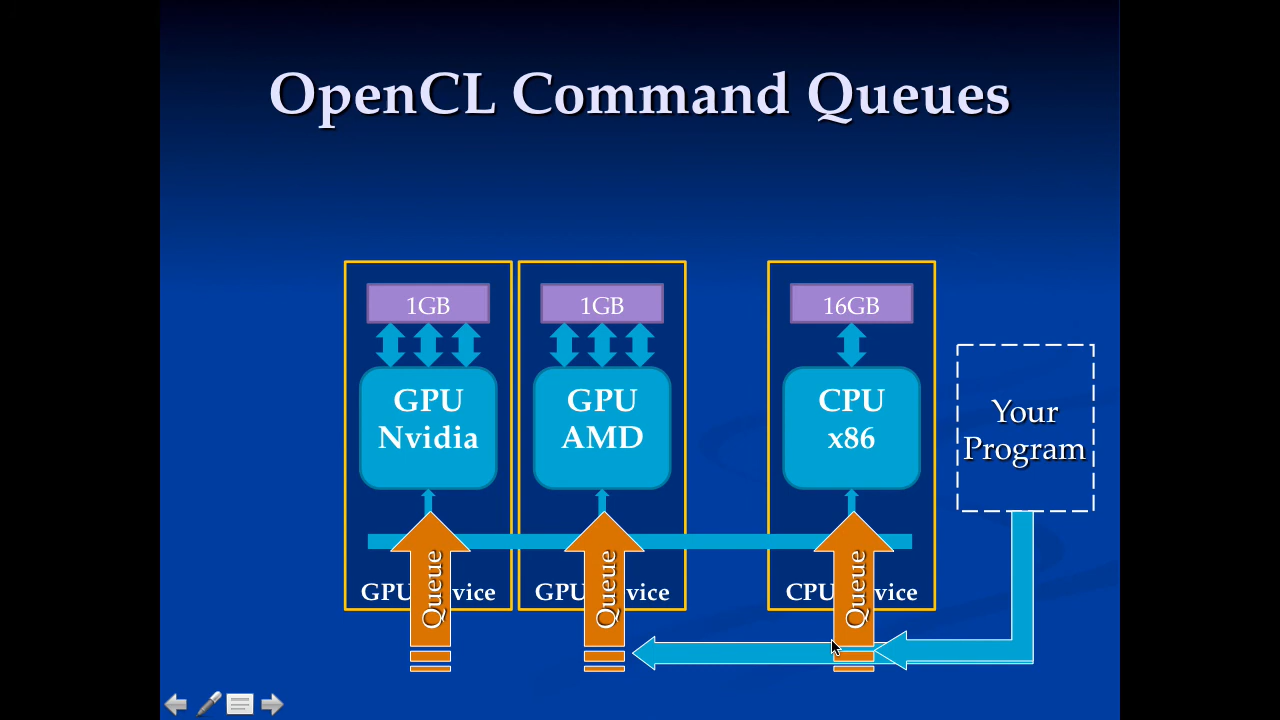 OpenCL Command Queues
1GB
1GB
16GB
GPU
Nvidia
GPU
AMD
CPU
x86
Your
Program
Queue
Queue
Queue
GPU vice
GPU vice
CPU vice